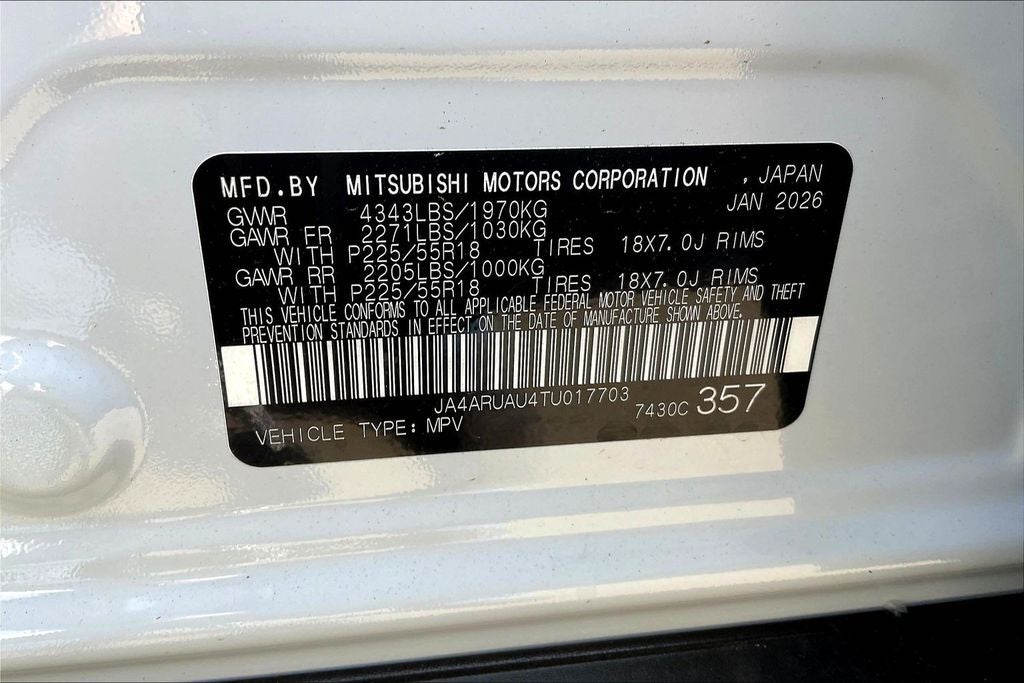 MFD.BY MITSUBISHI MOTORS CORPORATION , JAPAN
JAN 2026
GVWR 4343LBS/1970KG
GAWR FR 2271LBS/1030KG
WITH P225/55R18 TIRES 18X7.0J RIMS
GAWR RR 2205LBS/1000KG
WITH P225/55R18 TIRES 18X7.0J RIMS
THIS VEHICLE CONFORMS TO ALL APPLICABLE FEDERAL MOTOR VEHICLE SAFETY AND THEFT
PREVENTION STANDARDS IN EFFECT ON THE DATE OF MANUFACTURE SHOWN ABOVE.
JA4ARUAU4TU017703
VEHICLE TYPE: MPV 7430C 357